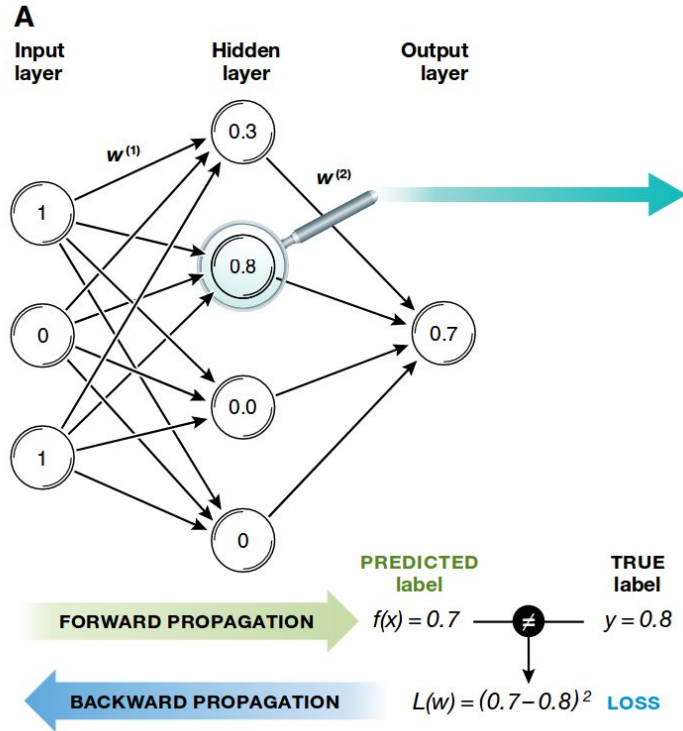 A
Input layer
Hidden layer
Output layer
w(1)
w(2)
0.3
1
0.8
0
0.7
0.0
1
0
PREDICTED label
TRUE label
FORWARD PROPAGATION
f(x) = 0.7
≠
y = 0.8
BACKWARD PROPAGATION
L(w) = (0.7 – 0.8)²
LOSS